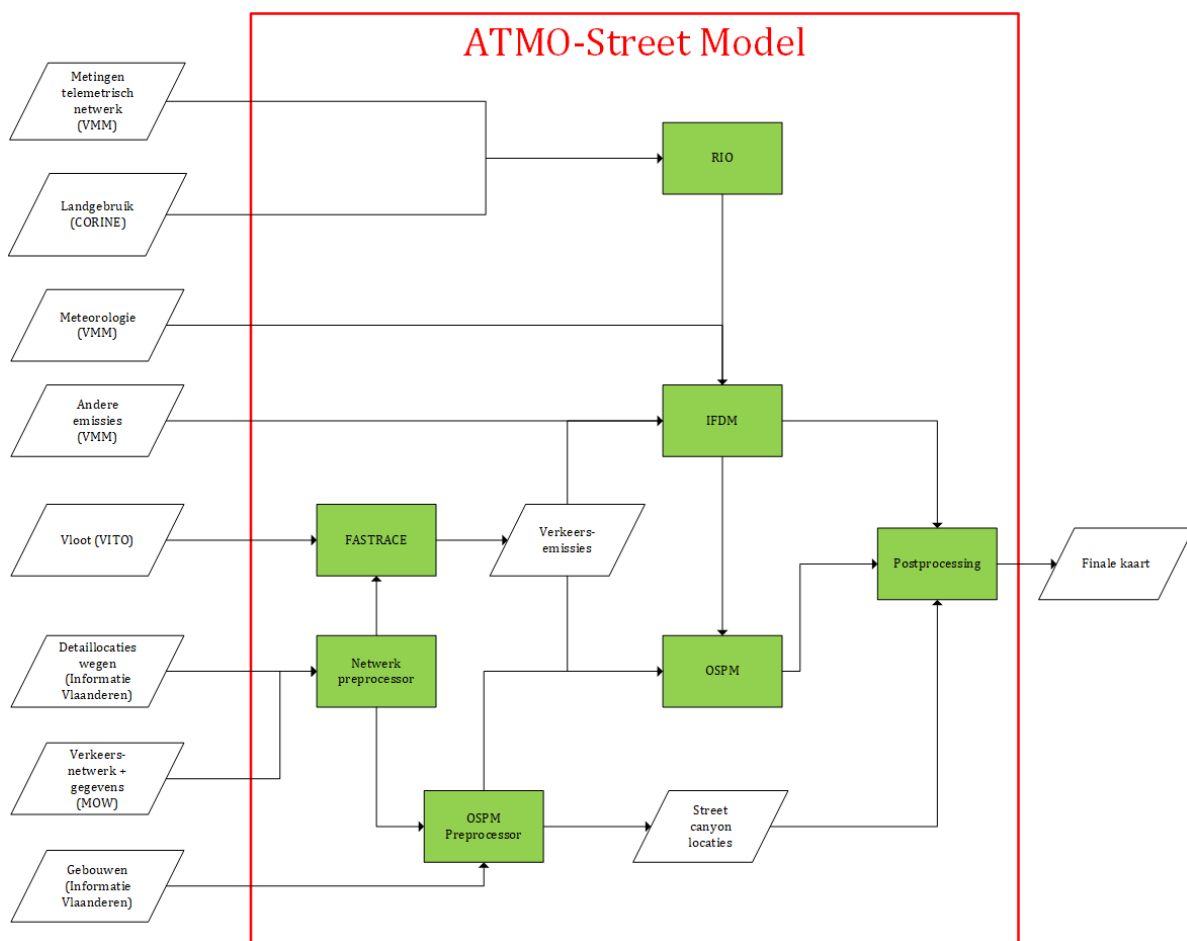 ATMO-Street Model
Metingen
telemetrisch
netwerk
(VMM)
RIO
Landgebruik
(CORINE)
Meteorologie
(VMM)
Andere
emissies
(VMM)
IFDM
Vloot (VITO)
FASTRACE
Verkeers-
emissies
Postprocessing
Finale kaart
Detaillocaties
wegen
(Informatie
Vlaanderen)
Netwerk
preprocessor
OSPM
Verkeers-
netwerk +
gegevens
(MOW)
OSPM
Preprocessor
Street
canyon
locaties
Gebouwen
(Informatie
Vlaanderen)